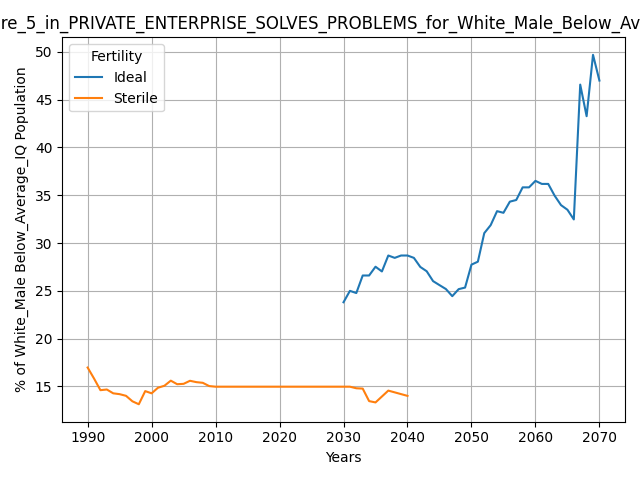 re_5_in_PRIVATE_ENTERPRISE_SOLVES_PROBLEMS_for_White_Male_Below_Av
Fertility
Ideal
Sterile
% of White_Male Below_Average_IQ Population
50
45
40
35
30
25
20
15
1990 2000 2010 2020 2030 2040 2050 2060 2070
Years